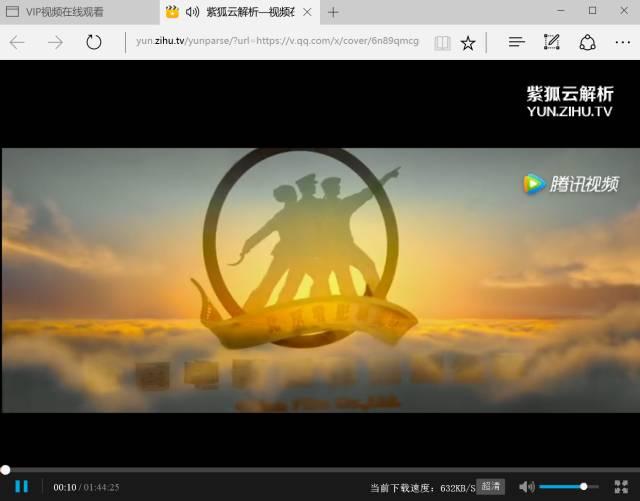 VIP视频在线观看
紫狐云解析—视频在
yun.zihu.tv/yunparse/?url=https://v.qq.com/x/cover/6n89qmcg
紫狐云解析
YUN.ZIHU.TV
腾讯视频
00:10 / 01:44:25
当前下载速度：632KB/S
超清